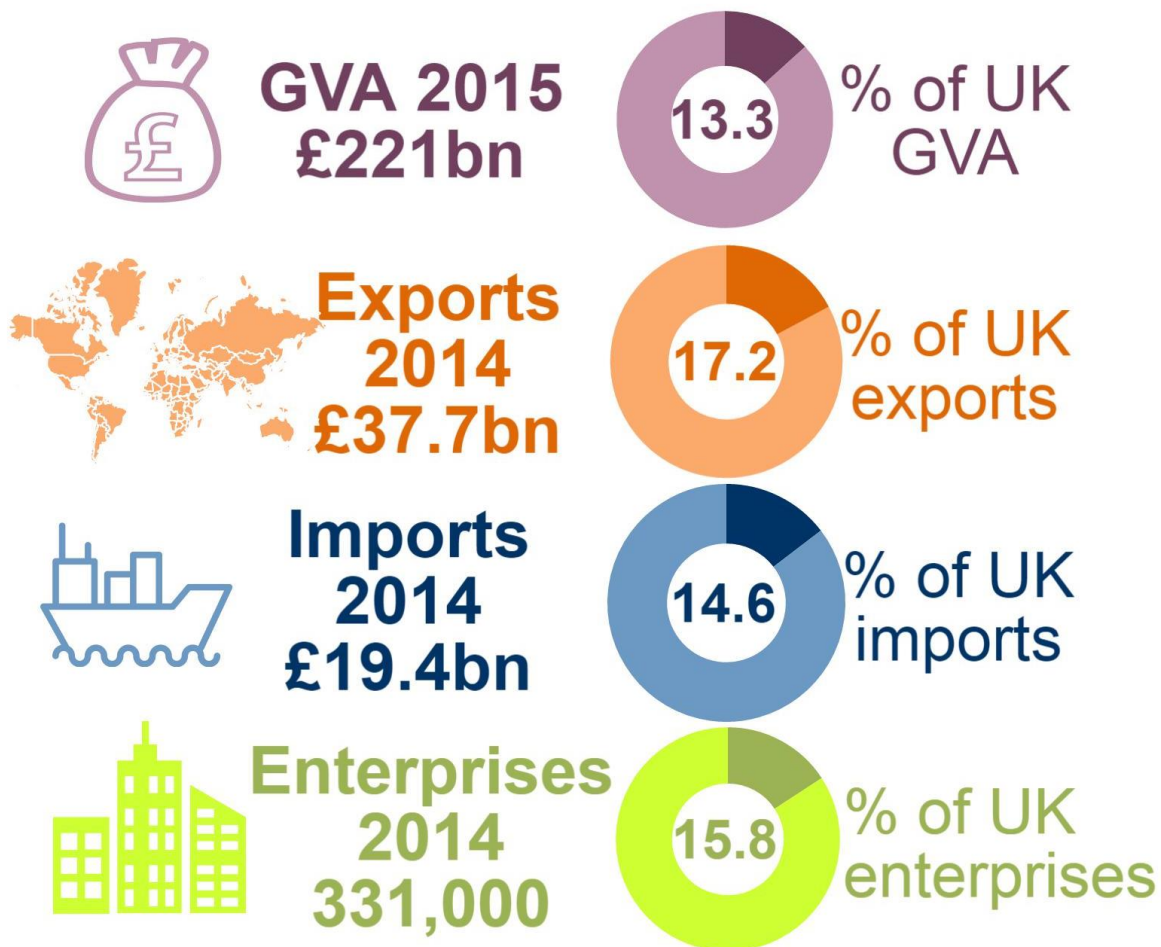 £
GVA 2015
£221bn
13.3
% of UK
GVA
Exports
2014
£37.7bn
17.2
% of UK
exports
Imports
2014
£19.4bn
14.6
% of UK
imports
Enterprises
2014
331,000
15.8
% of UK
enterprises